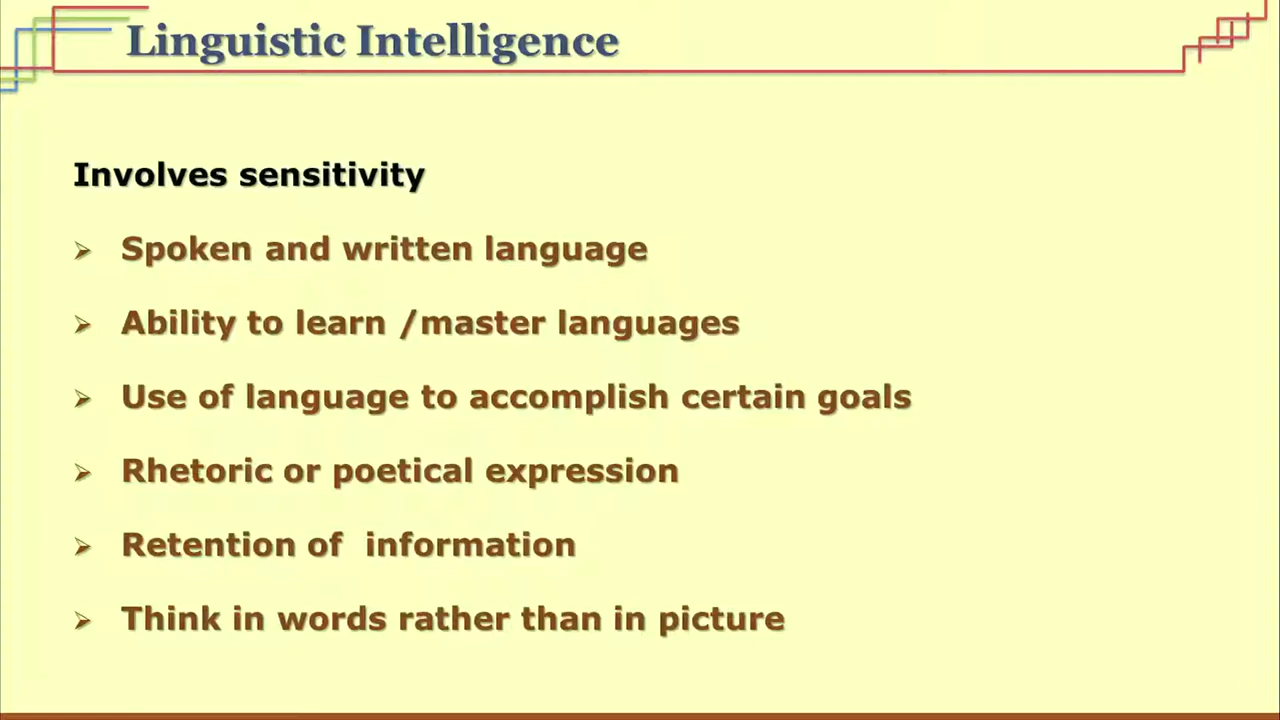 Linguistic Intelligence
Involves sensitivity
Spoken and written language
Ability to learn /master languages
Use of language to accomplish certain goals
Rhetoric or poetical expression
Retention of  information
Think in words rather than in picture